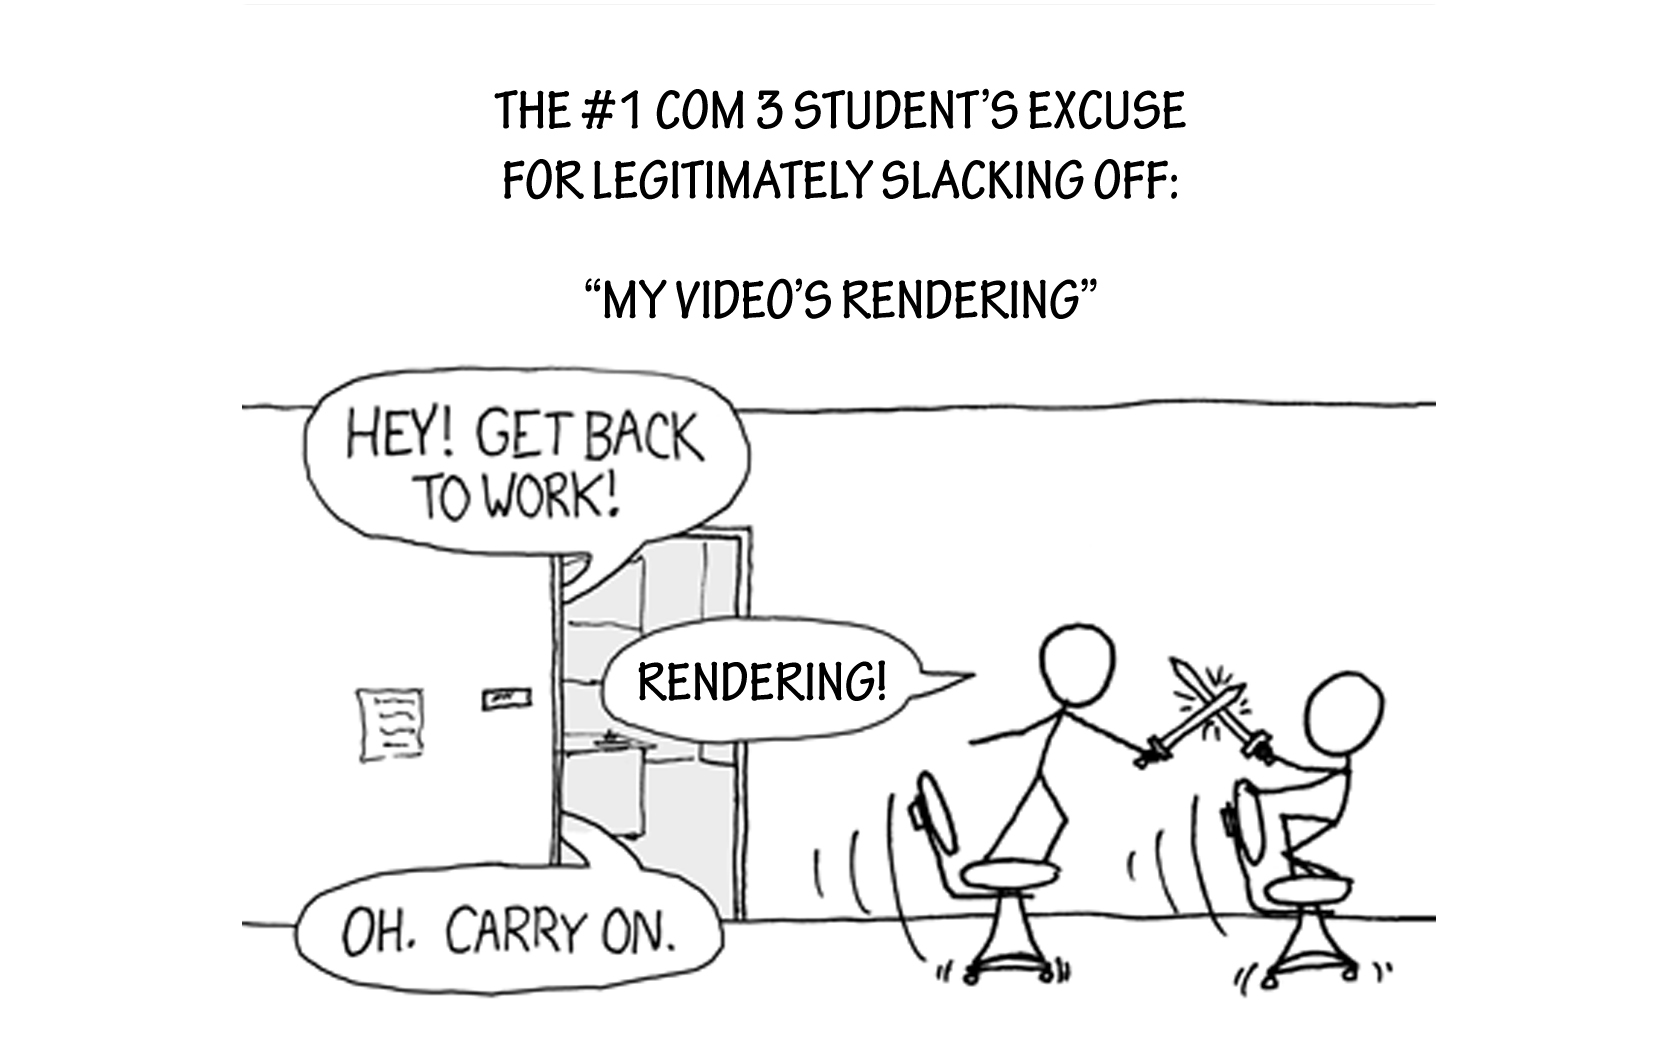 THE #1 COM 3 STUDENT'S EXCUSE
FOR LEGITIMATELY SLACKING OFF:
“MY VIDEO'S RENDERING”
HEY! GET BACK
TO WORK!
RENDERING!
OH. CARRY ON.